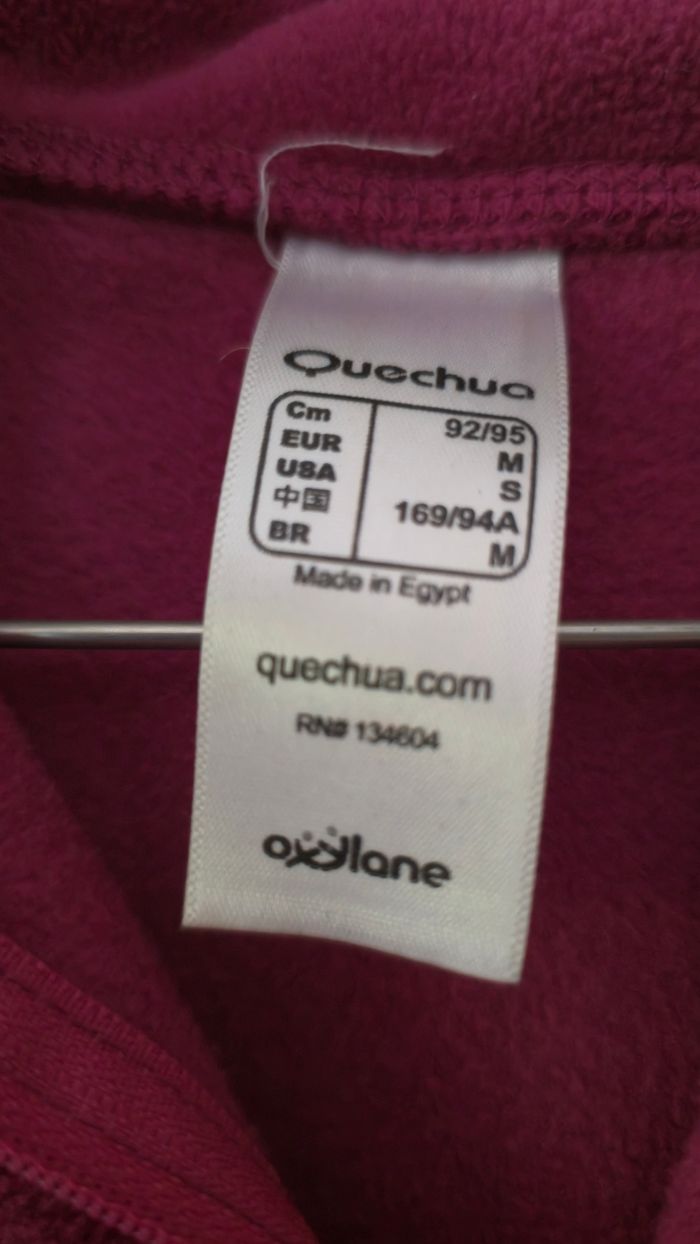 Quechua
Cm 92/95
EUR M
USA S
中国 169/94A
BR M
Made in Egypt
quechua.com
RN# 134604
oxylane